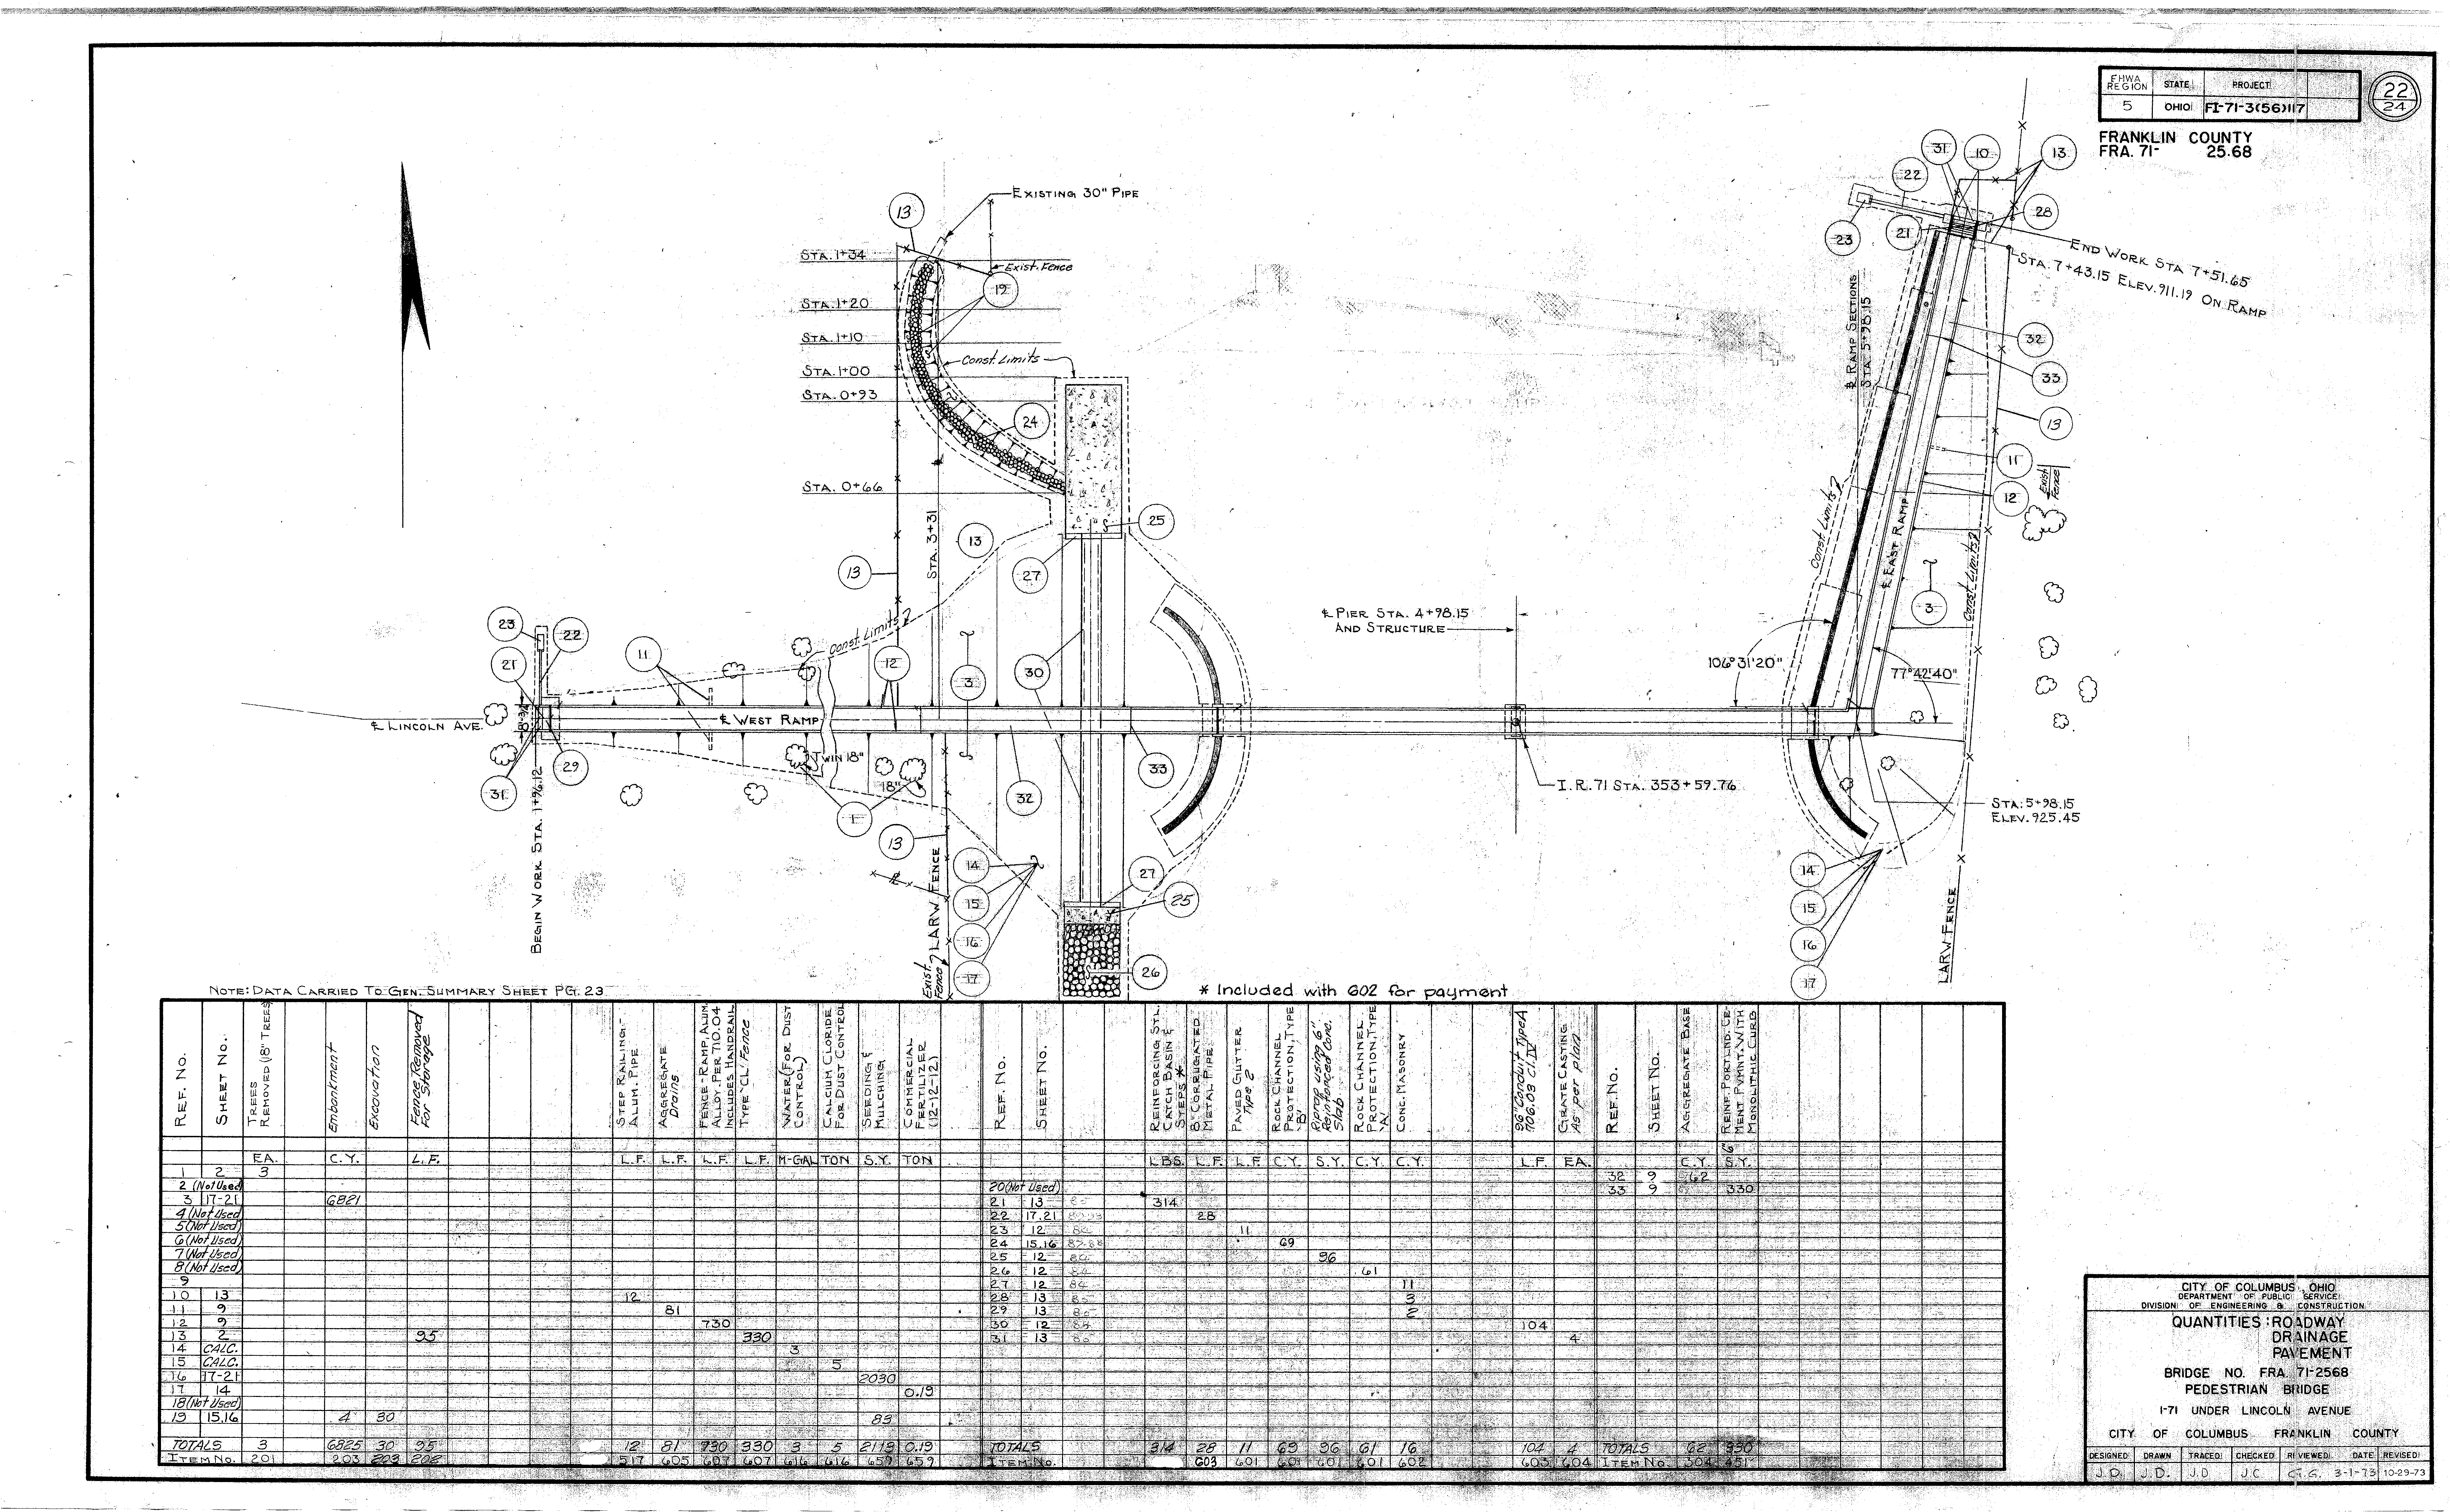 FHWA REGION STATE PROJECT
5 OHIO FI-71-3(56)117
22
24
FRANKLIN COUNTY
FRA. 71- 25.68
31 10 13
22
28
23 21
END WORK STA 7+51.65
STA. 7+43.15 ELEV. 911.19 ON RAMP
13
EXISTING 30" PIPE
STA. 1+34
Exist. Fence
19
STA. 1+20
STA. 1+10
Const. Limits
STA. 1+00
STA. 0+93
24
STA. 0+66
25
STA. 3+31
13
13
27
℄ RAMP SECTIONS
STA. 5+98.15
32
33
13
11
12
Exist. Fence
Const. Limits
℄ EAST RAMP
3
Const. Limits
℄ PIER STA. 4+98.15
AND STRUCTURE
106°31'20"
77°42'40"
23 22
21
11
Const. Limits
12
3
30
8'-3/4"
℄ LINCOLN AVE.
℄ WEST RAMP
TWIN 18"
18"
29
31
1
33
32
I.R. 71 STA. 353+59.76
STA. 5+98.15
ELEV. 925.45
BEGIN WORK STA. 1+96.12
13
14
15
16
17
27
25
26
Exist. Fence
LARW FENCE
14
15
16
17
LARW FENCE
NOTE: DATA CARRIED TO GEN. SUMMARY SHEET PG. 23
* Included with 602 for payment
REF. NO.
SHEET NO.
TREES REMOVED (18" TREES)
Embankment
Excavation
Fence Removed For Storage
STEP RAILING- ALUM. PIPE
AGGREGATE Drains
FENCE-RAMP, ALUM. ALLOY. PER 710.04 INCLUDES HANDRAIL
TYPE "CL" Fence
WATER (FOR DUST CONTROL)
CALCIUM CLORIDE FOR DUST CONTROL
SEEDING & MULCHING
COMMERCIAL FERTILIZER (12-12-12)
REF. NO.
SHEET NO.
REINFORCING STL. CATCH BASIN & STEPS *
8" CORRUGATED METAL PIPE
PAVED GUTTER Type 2
ROCK CHANNEL PROTECTION, TYPE 'B'
Riprap using 6" Reinforced Conc. Slab
ROCK CHANNEL PROTECTION, TYPE 'A'
CONC. MASONRY
96" Conduit Type A 706.03 Cl. IV
GRATE CASTING As per plan
REF. NO.
SHEET NO.
AGGREGATE BASE
REINF. PORTLND. CEMENT PVMNT. WITH MONOLITHIC CURB
EA. C.Y. L.F. L.F. L.F. L.F. L.F. M-GAL TON S.Y. TON LBS. L.F. L.F. C.Y. S.Y. C.Y. C.Y. L.F. EA. C.Y. S.Y.
1 2 3 32 9 62
2 (Not Used) 20 (Not Used) 33 9 330
3 17-21 6821 21 13 314
4 (Not Used) 22 17,21 28
5 (Not Used) 23 12 11
6 (Not Used) 24 15,16 69
7 (Not Used) 25 12 96
8 (Not Used) 26 12 61
9 27 12 11
10 13 12 28 13 3
11 9 81 29 13 2
12 9 730 30 12 104
13 2 95 330 31 13 4
14 CALC. 3
15 CALC. 5
16 17-21 2030
17 14 0.19
18 (Not Used)
19 15,16 4 30 83
TOTALS 3 6825 30 95 12 81 730 330 3 5 2113 0.19 TOTALS 314 28 11 69 96 61 16 104 4 TOTALS 62 330
ITEM NO. 201 203 203 202 517 605 607 607 616 616 659 659 ITEM NO. 603 601 601 601 601 602 603 604 ITEM NO. 304 451
CITY OF COLUMBUS, OHIO
DEPARTMENT OF PUBLIC SERVICE
DIVISION OF ENGINEERING & CONSTRUCTION
QUANTITIES: ROADWAY
DRAINAGE
PAVEMENT
BRIDGE NO. FRA. 71-2568
PEDESTRIAN BRIDGE
I-71 UNDER LINCOLN AVENUE
CITY OF COLUMBUS FRANKLIN COUNTY
DESIGNED DRAWN TRACED CHECKED REVIEWED DATE REVISED
J.D. J.D. J.D J.C G.G. 3-1-73 10-29-73